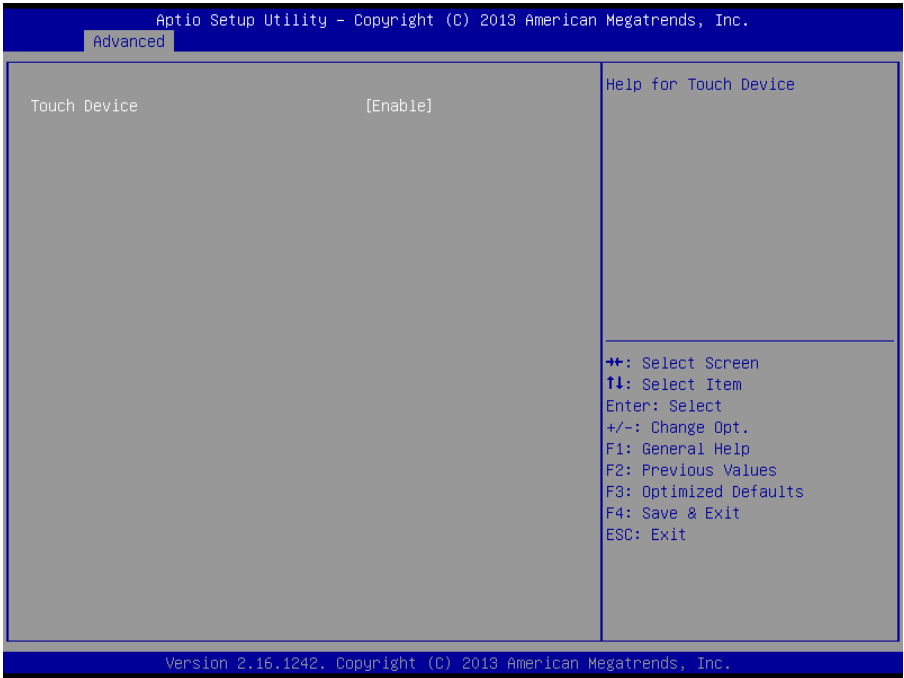 Aptio Setup Utility – Copyright (C) 2013 American Megatrends, Inc.
Advanced
Touch Device [Enable]
Help for Touch Device
→←: Select Screen
↑↓: Select Item
Enter: Select
+/-: Change Opt.
F1: General Help
F2: Previous Values
F3: Optimized Defaults
F4: Save & Exit
ESC: Exit
Version 2.16.1242. Copyright (C) 2013 American Megatrends, Inc.